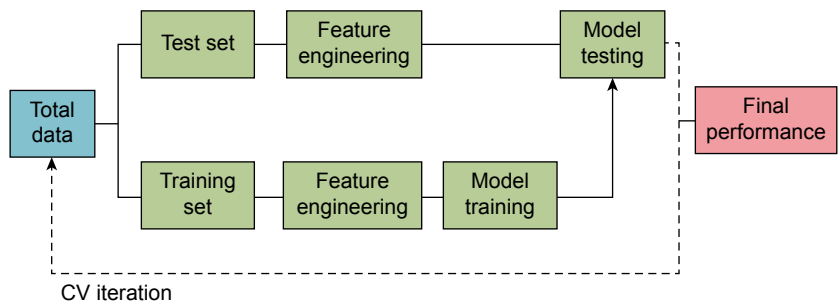 Test set
Feature
engineering
Model
testing
Total
data
Final
performance
Training
set
Feature
engineering
Model
training
CV iteration